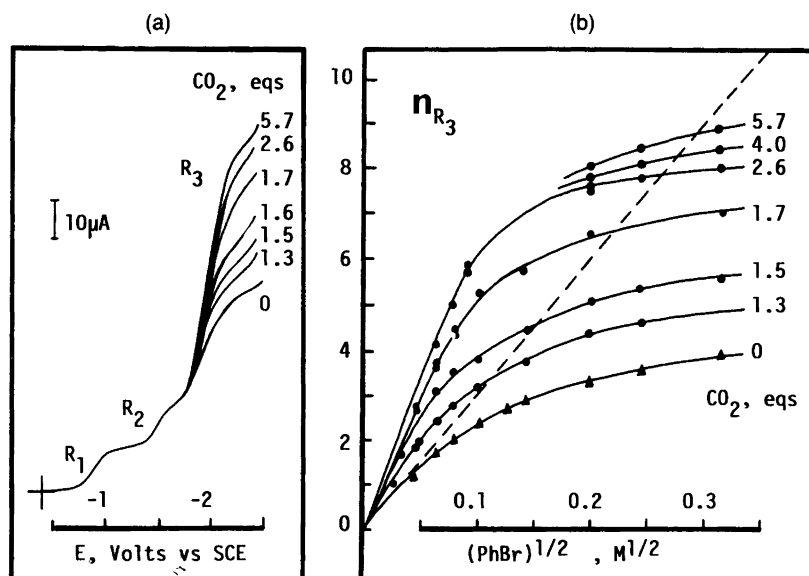 (a)
CO2, eqs
5.7
2.6
1.7
1.6
1.5
1.3
0
R3
10µA
R2
R1
-1
-2
E, Volts vs SCE
(b)
nR3
10
8
6
4
2
0
5.7
4.0
2.6
1.7
1.5
1.3
0
CO2, eqs
0.1
0.2
0.3
(PhBr)1/2 , M1/2